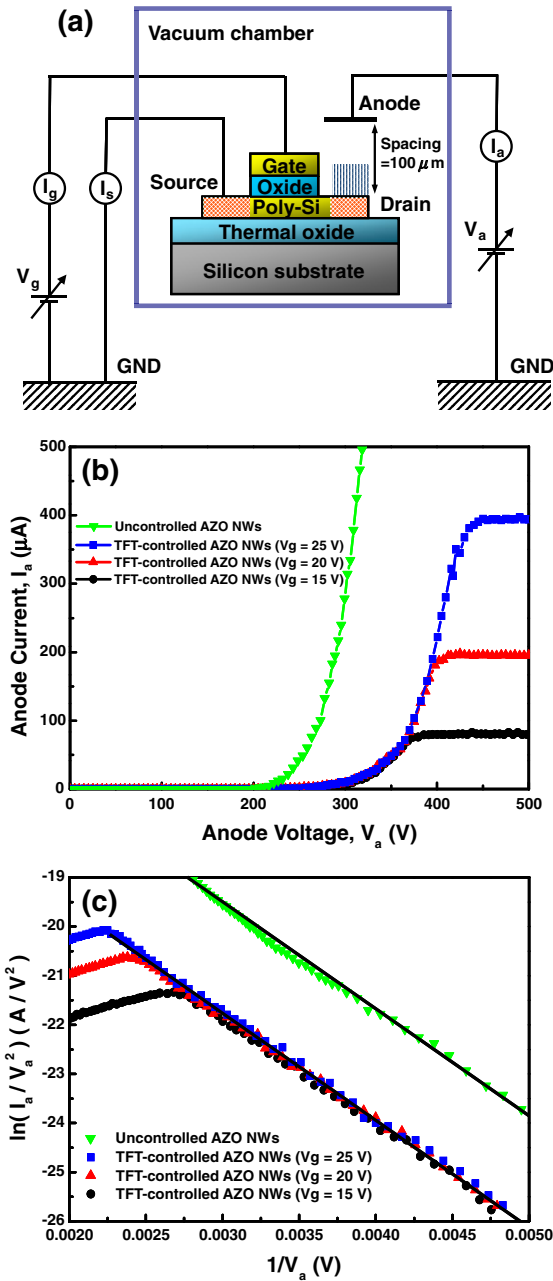 (a)
Vacuum chamber
Anode
Spacing
=100 μm
Gate
Oxide
Source
Poly-Si
Drain
Thermal oxide
Silicon substrate
Ig
Is
Ia
Vg
Va
GND
GND
(b)
500
400
300
200
100
0
Anode Current, Ia (μA)
Uncontrolled AZO NWs
TFT-controlled AZO NWs (Vg = 25 V)
TFT-controlled AZO NWs (Vg = 20 V)
TFT-controlled AZO NWs (Vg = 15 V)
0 100 200 300 400 500
Anode Voltage, Va (V)
(c)
-19
-20
-21
-22
-23
-24
-25
-26
ln( Ia / Va² ) ( A / V² )
Uncontrolled AZO NWs
TFT-controlled AZO NWs (Vg = 25 V)
TFT-controlled AZO NWs (Vg = 20 V)
TFT-controlled AZO NWs (Vg = 15 V)
0.0020 0.0025 0.0030 0.0035 0.0040 0.0045 0.0050
1/Va (V)